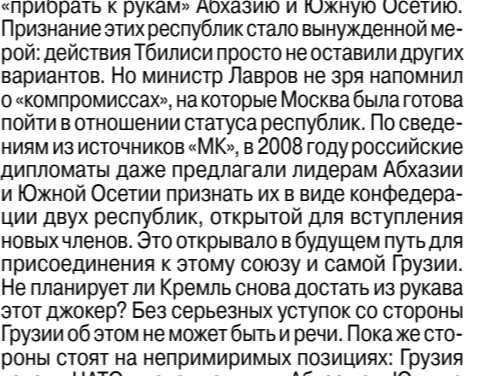 «прибрать к рукам» Абхазию и Южную Осетию.
Признание этих республик стало вынужденной ме-
рой: действия Тбилиси просто не оставили других
вариантов. Но министр Лавров не зря напомнил
о «компромиссах», на которые Москва была готова
пойти в отношении статуса республик. По сведе-
ниям из источников «МК», в 2008 году российские
дипломаты даже предлагали лидерам Абхазии
и Южной Осетии признать их в виде конфедера-
ции двух республик, открытой для вступления
новых членов. Это открывало в будущем путь для
присоединения к этому союзу и самой Грузии.
Не планирует ли Кремль снова достать из рукава
этот джокер? Без серьезных уступок со стороны
Грузии об этом не может быть и речи. Пока же сто-
роны стоят на непримиримых позициях: Грузия